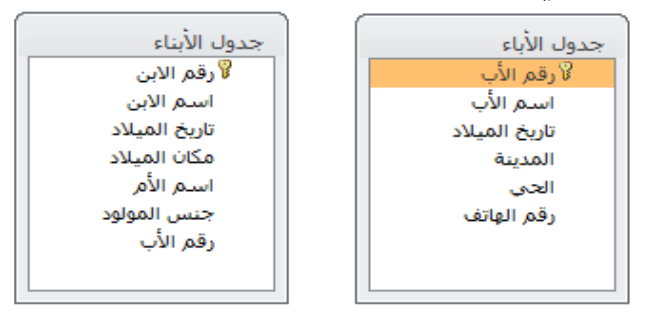 جدول الأباء
رقم الأب
اسم الأب
تاريخ الميلاد
المدينة
الحي
رقم الهاتف
جدول الأبناء
رقم الابن
اسم الابن
تاريخ الميلاد
مكان الميلاد
اسم الأم
جنس المولود
رقم الأب